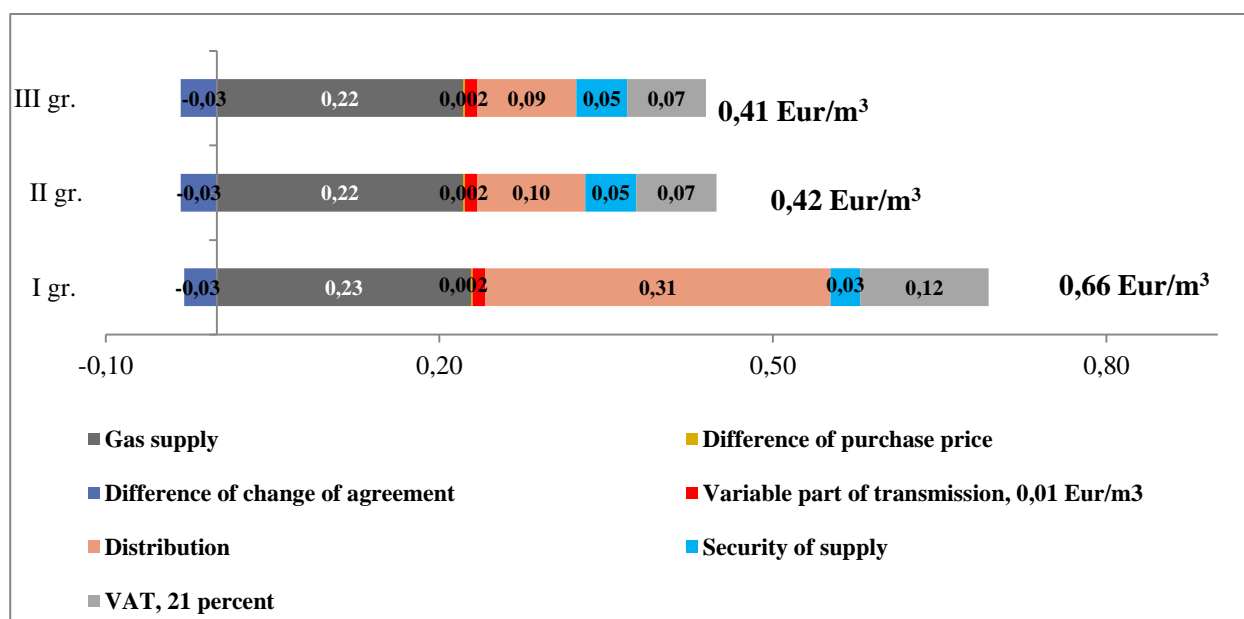 III gr. -0,03 0,22 0,002 0,09 0,05 0,07 0,41 Eur/m³
II gr. -0,03 0,22 0,002 0,10 0,05 0,07 0,42 Eur/m³
I gr. -0,03 0,23 0,002 0,31 0,03 0,12 0,66 Eur/m³
-0,10 0,20 0,50 0,80
Gas supply
Difference of purchase price
Difference of change of agreement
Variable part of transmission, 0,01 Eur/m3
Distribution
Security of supply
VAT, 21 percent